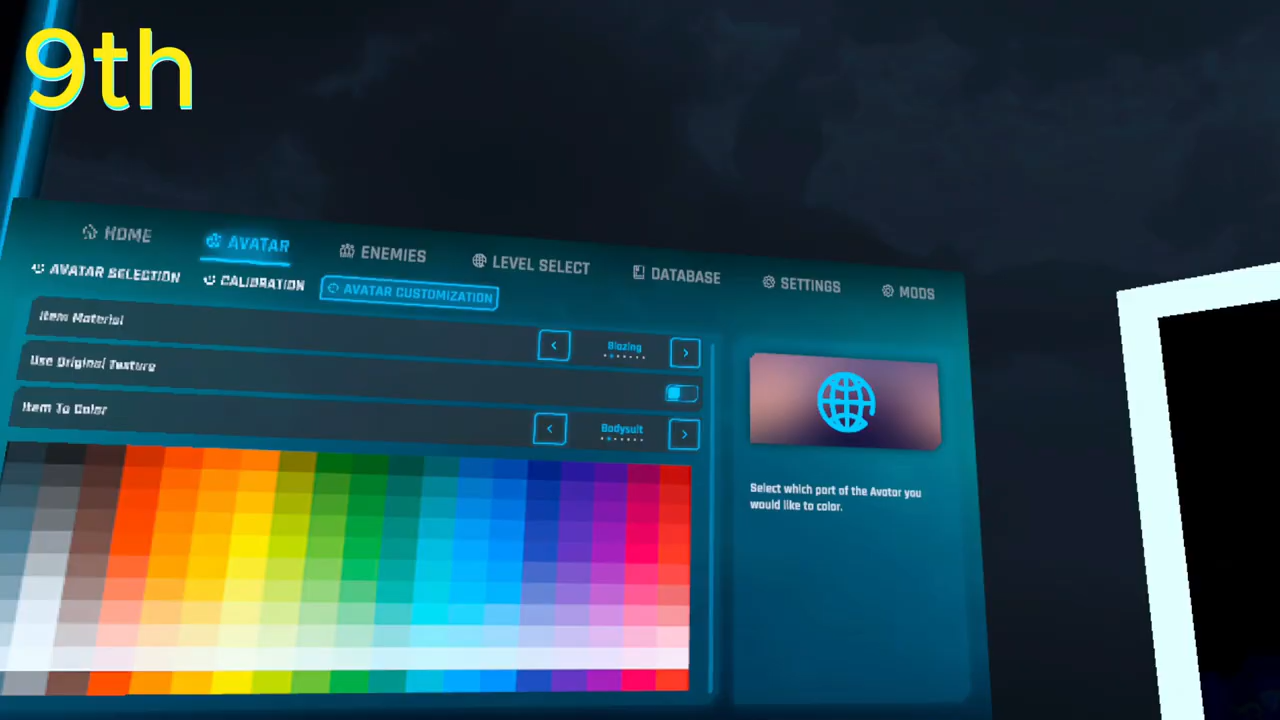 9th
HOME
AVATAR
ENEMIES
LEVEL SELECT
DATABASE
SETTINGS
MODS
AVATAR SELECTION
CALIBRATION
AVATAR CUSTOMIZATION
Item Material
< Blazing >
Use Original Texture
Item To Color
< Bodysuit >
Select which part of the Avatar you
would like to color.